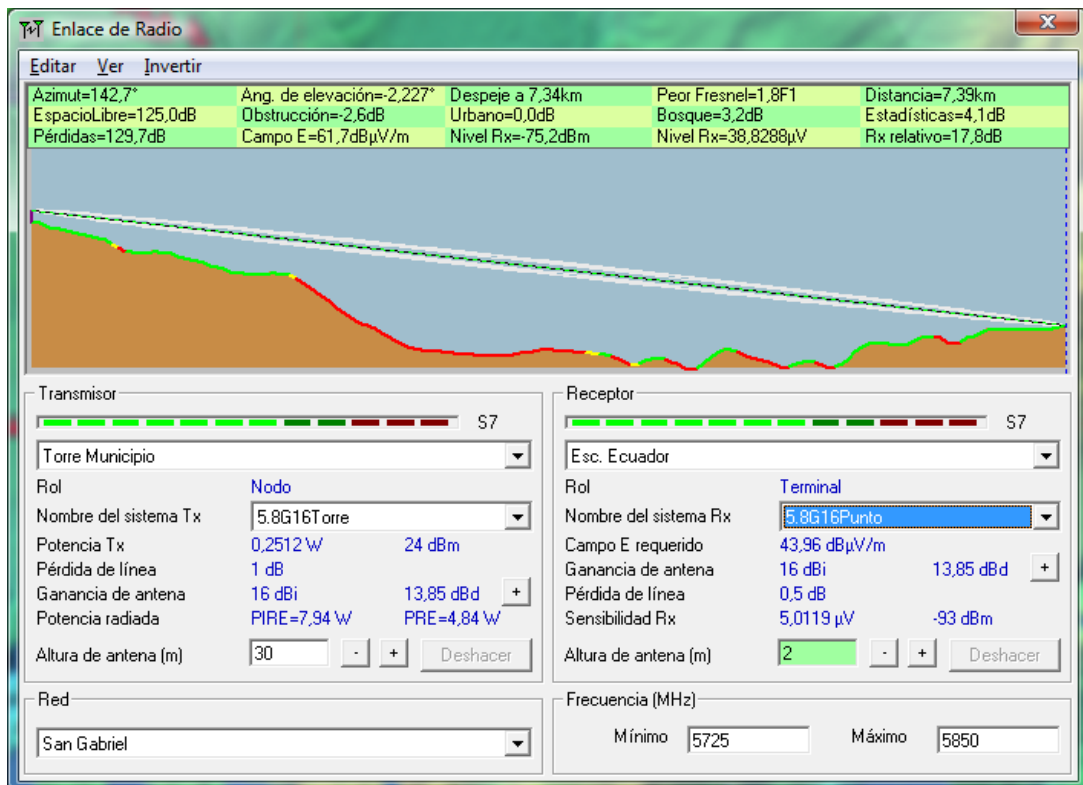 Enlace de Radio
Editar Ver Invertir
Azimut=142,7° Ang. de elevación=-2,227° Despeje a 7,34km Peor Fresnel=1,8F1 Distancia=7,39km
EspacioLibre=125,0dB Obstrucción=-2,6dB Urbano=0,0dB Bosque=3,2dB Estadísticas=4,1dB
Pérdidas=129,7dB Campo E=61,7dBµV/m Nivel Rx=-75,2dBm Nivel Rx=38,8288µV Rx relativo=17,8dB
Transmisor
S7
Torre Municipio
Rol Nodo
Nombre del sistema Tx 5.8G16Torre
Potencia Tx 0,2512 W 24 dBm
Pérdida de línea 1 dB
Ganancia de antena 16 dBi 13,85 dBd +
Potencia radiada PIRE=7,94 W PRE=4,84 W
Altura de antena (m) 30 - + Deshacer
Red
San Gabriel
Receptor
S7
Esc. Ecuador
Rol Terminal
Nombre del sistema Rx 5.8G16Punto
Campo E requerido 43,96 dBµV/m
Ganancia de antena 16 dBi 13,85 dBd +
Pérdida de línea 0,5 dB
Sensibilidad Rx 5,0119 µV -93 dBm
Altura de antena (m) 2 - + Deshacer
Frecuencia (MHz)
Mínimo 5725 Máximo 5850